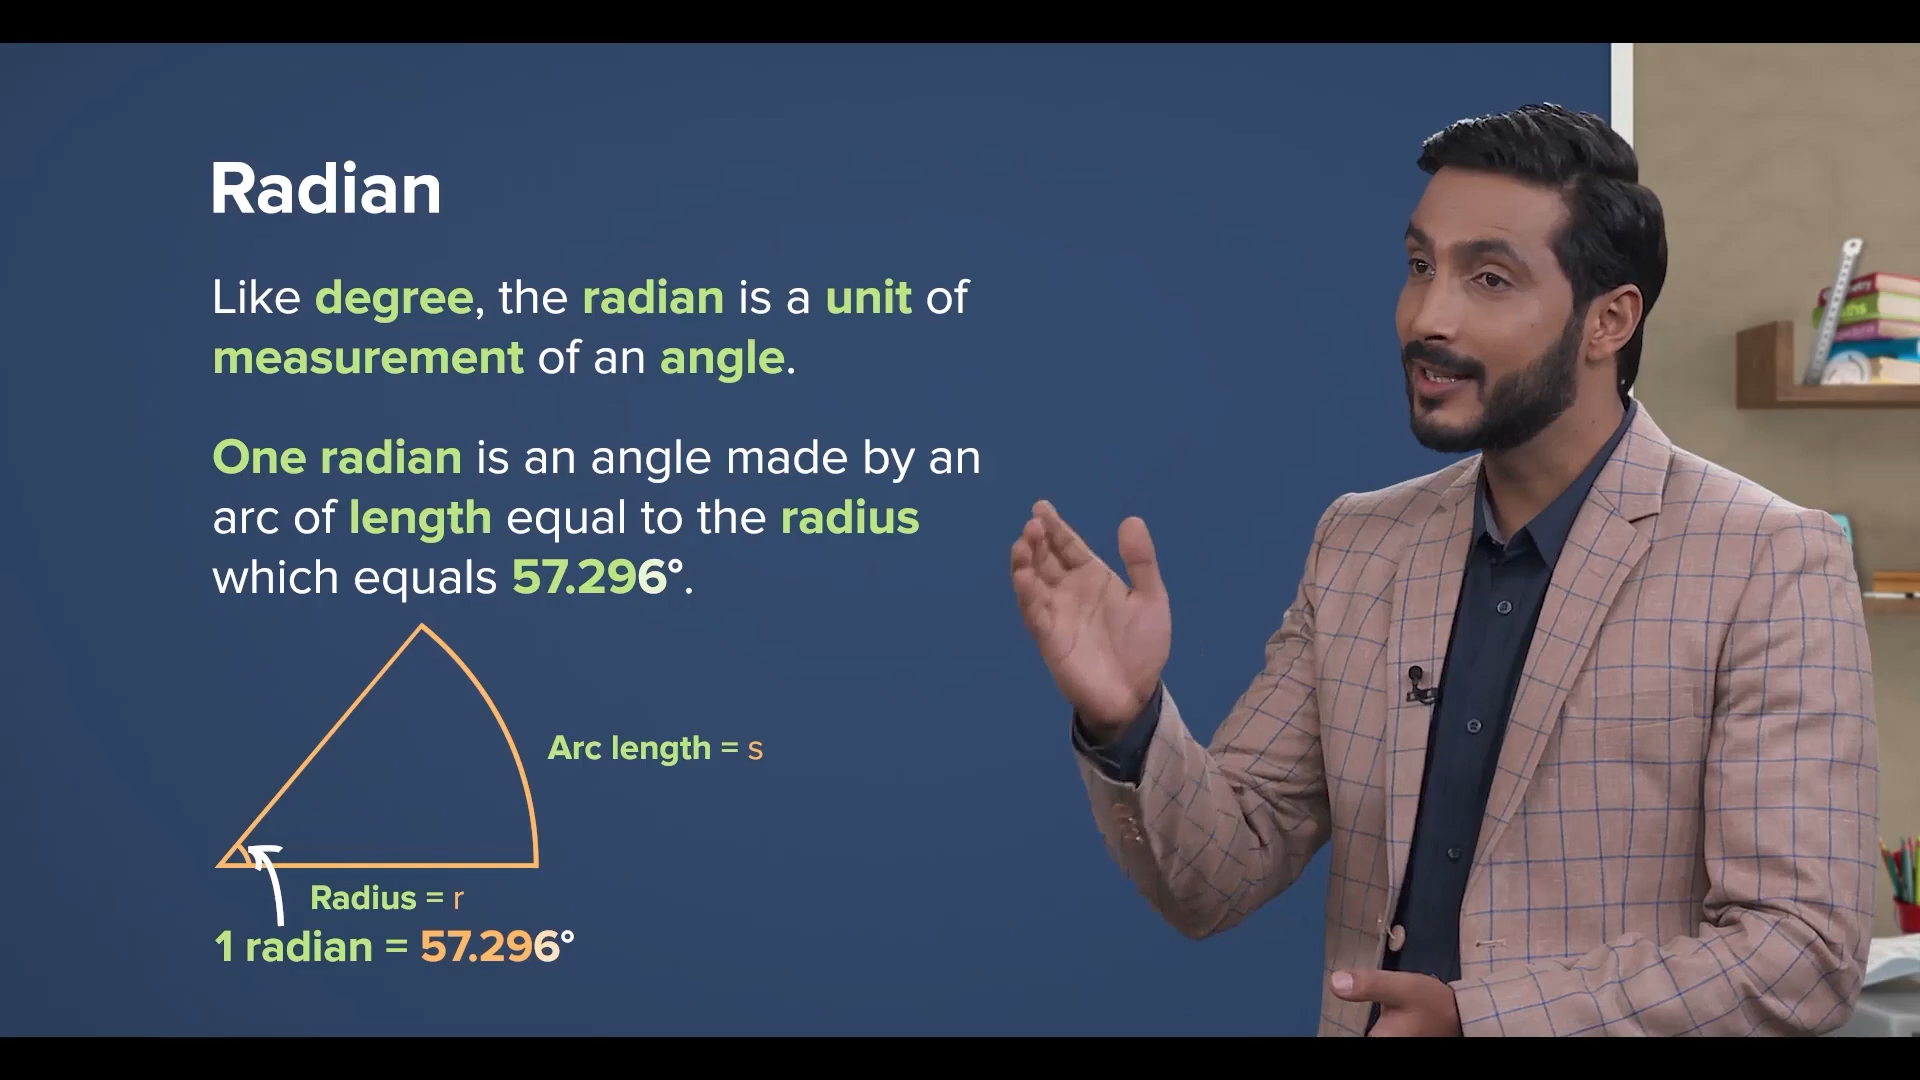 Radian
Like degree, the radian is a unit of
measurement of an angle.
One radian is an angle made by an
arc of length equal to the radius
which equals 57.296°.
Arc length = s
Radius = r
1 radian = 57.296°